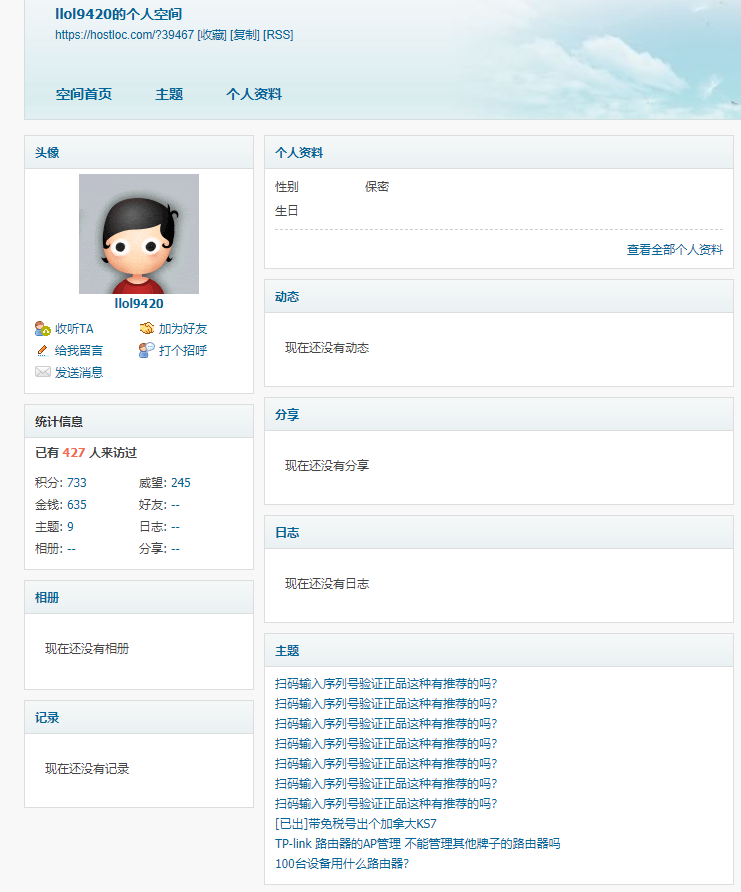 llol9420的个人空间
https://hostloc.com/?39467 [收藏] [复制] [RSS]
空间首页 主题 个人资料
头像
llol9420
收听TA 加为好友
给我留言 打个招呼
发送消息
统计信息
已有 427 人来访过
积分: 733 威望: 245
金钱: 635 好友: --
主题: 9 日志: --
相册: -- 分享: --
相册
现在还没有相册
记录
现在还没有记录
个人资料
性别 保密
生日
查看全部个人资料
动态
现在还没有动态
分享
现在还没有分享
日志
现在还没有日志
主题
扫码输入序列号验证正品这种有推荐的吗?
扫码输入序列号验证正品这种有推荐的吗?
扫码输入序列号验证正品这种有推荐的吗?
扫码输入序列号验证正品这种有推荐的吗?
扫码输入序列号验证正品这种有推荐的吗?
扫码输入序列号验证正品这种有推荐的吗?
扫码输入序列号验证正品这种有推荐的吗?
[已出]带免税号出个加拿大KS7
TP-link 路由器的AP管理 不能管理其他牌子的路由器吗
100台设备用什么路由器?